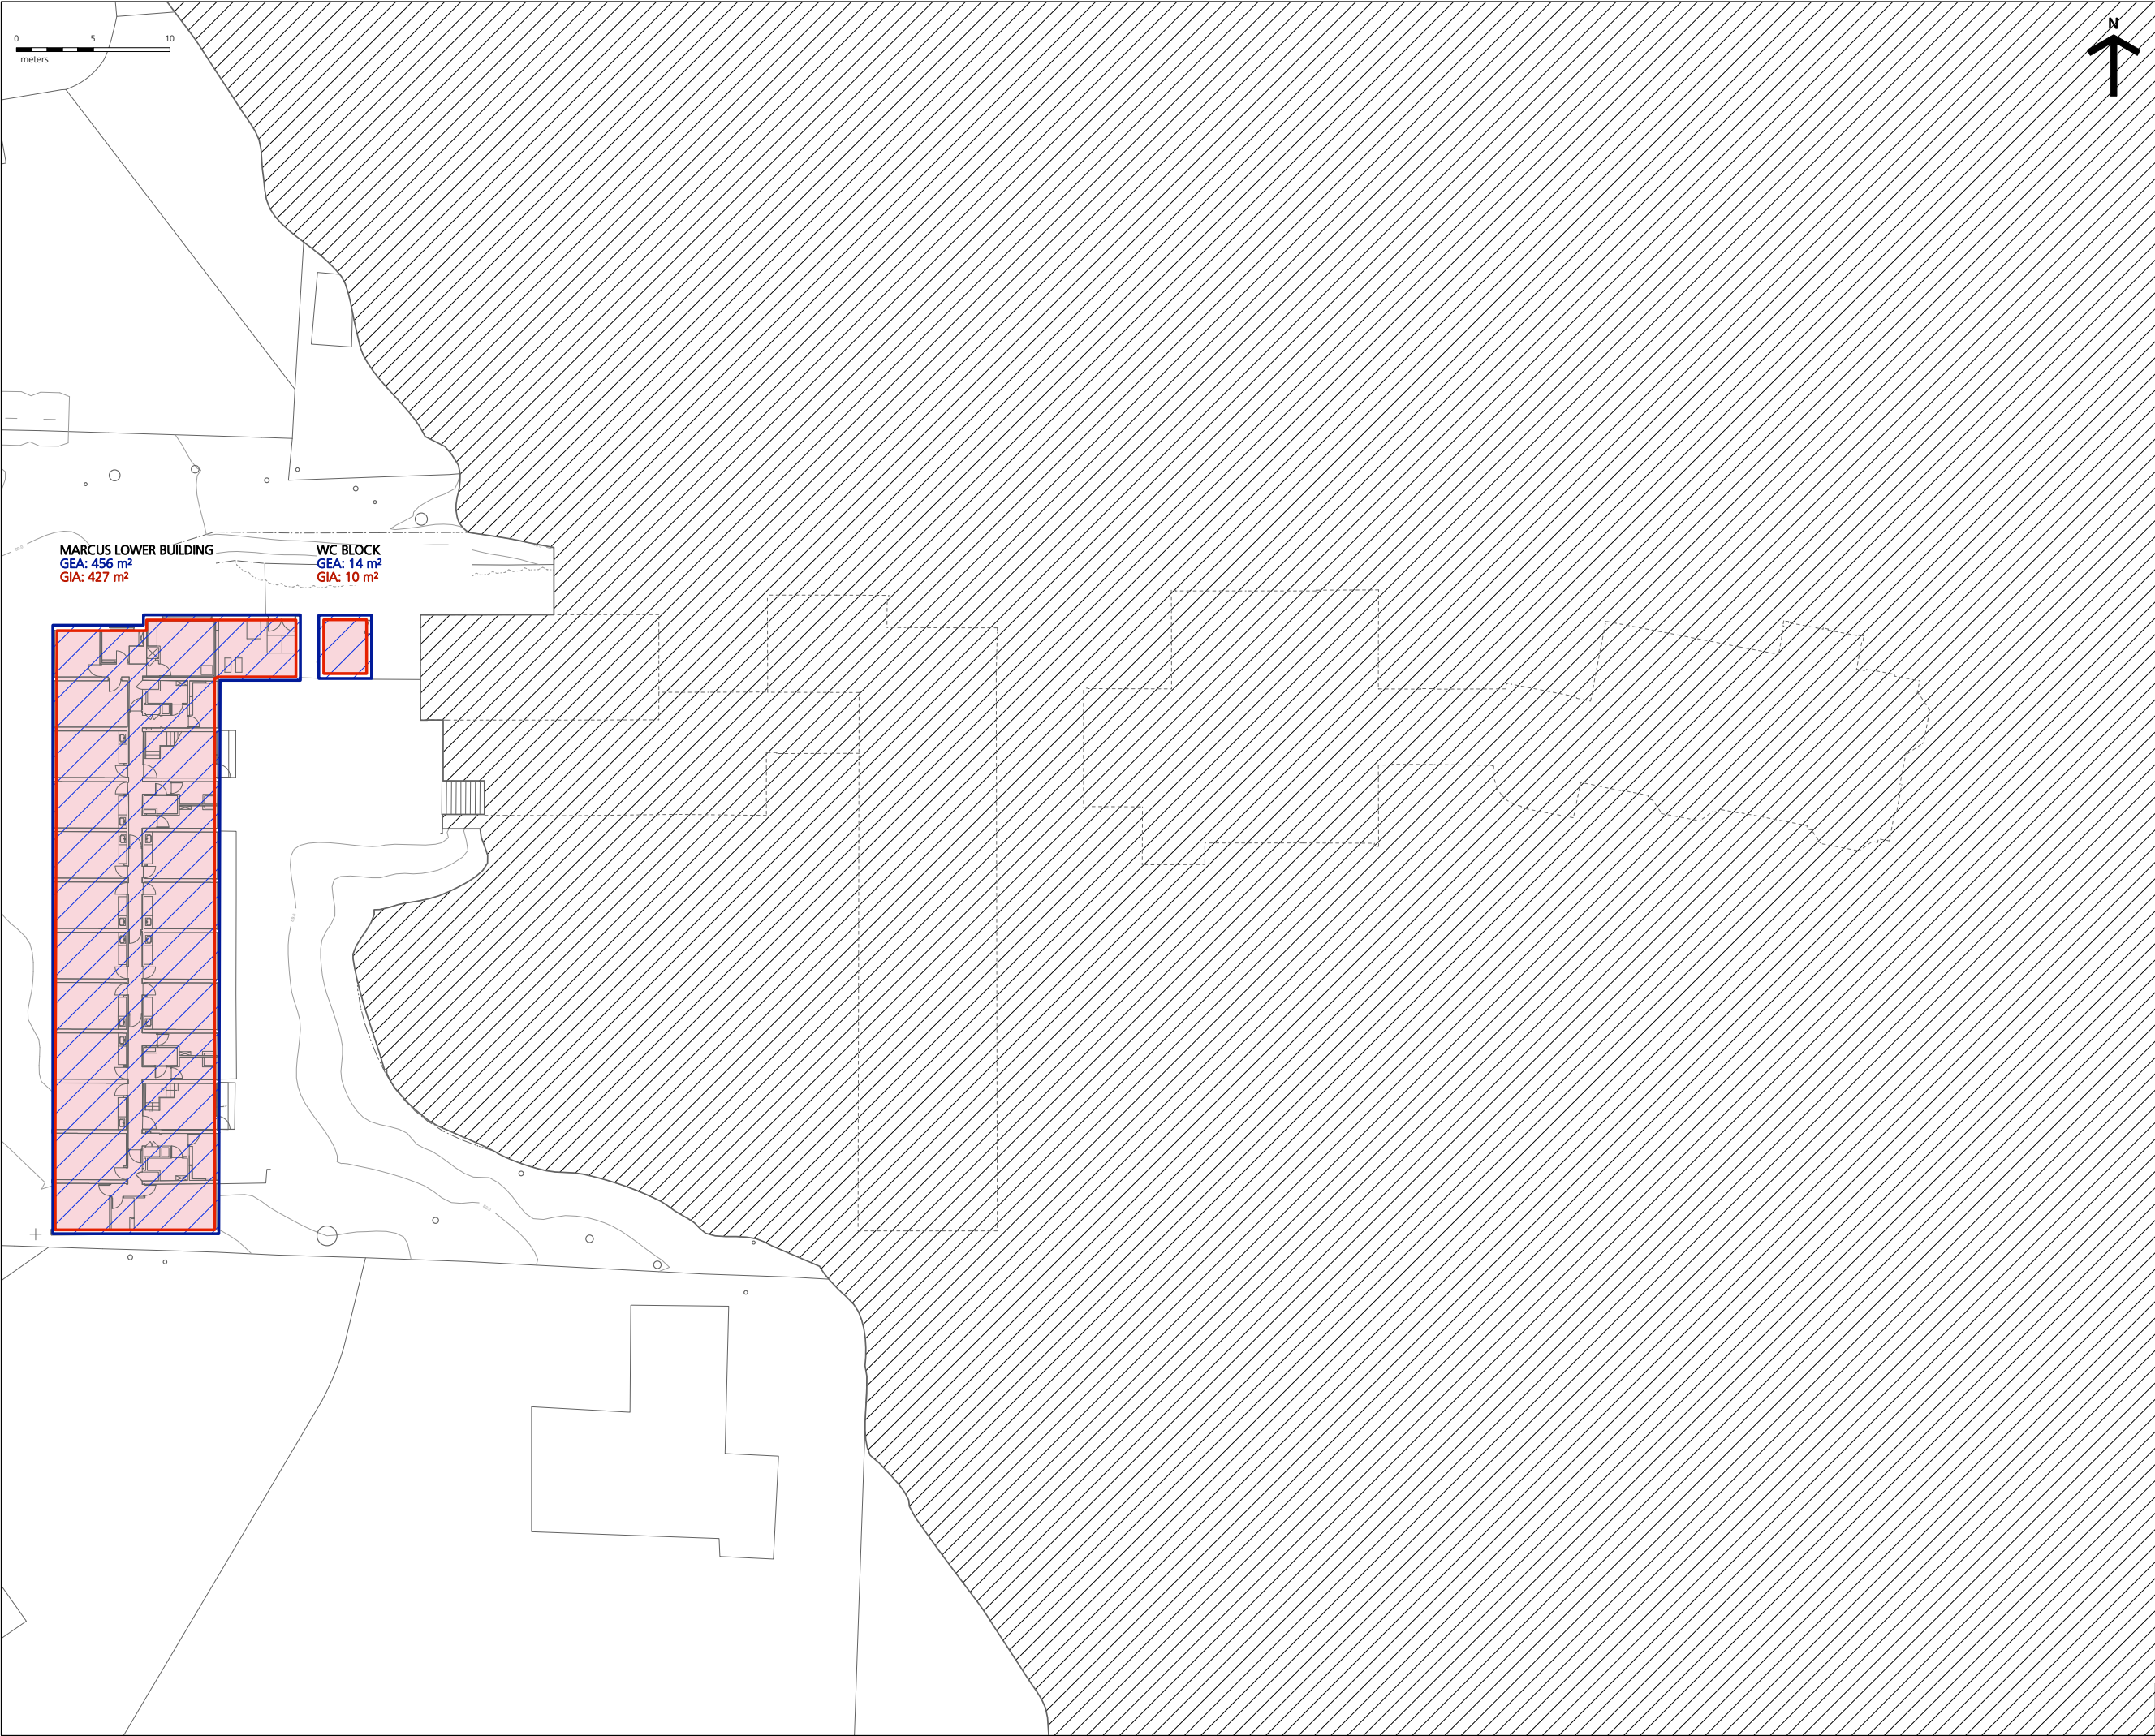 N
0 5 10
meters
MARCUS LOWER BUILDING
GEA: 456 m²
GIA: 427 m²
WC BLOCK
GEA: 14 m²
GIA: 10 m²